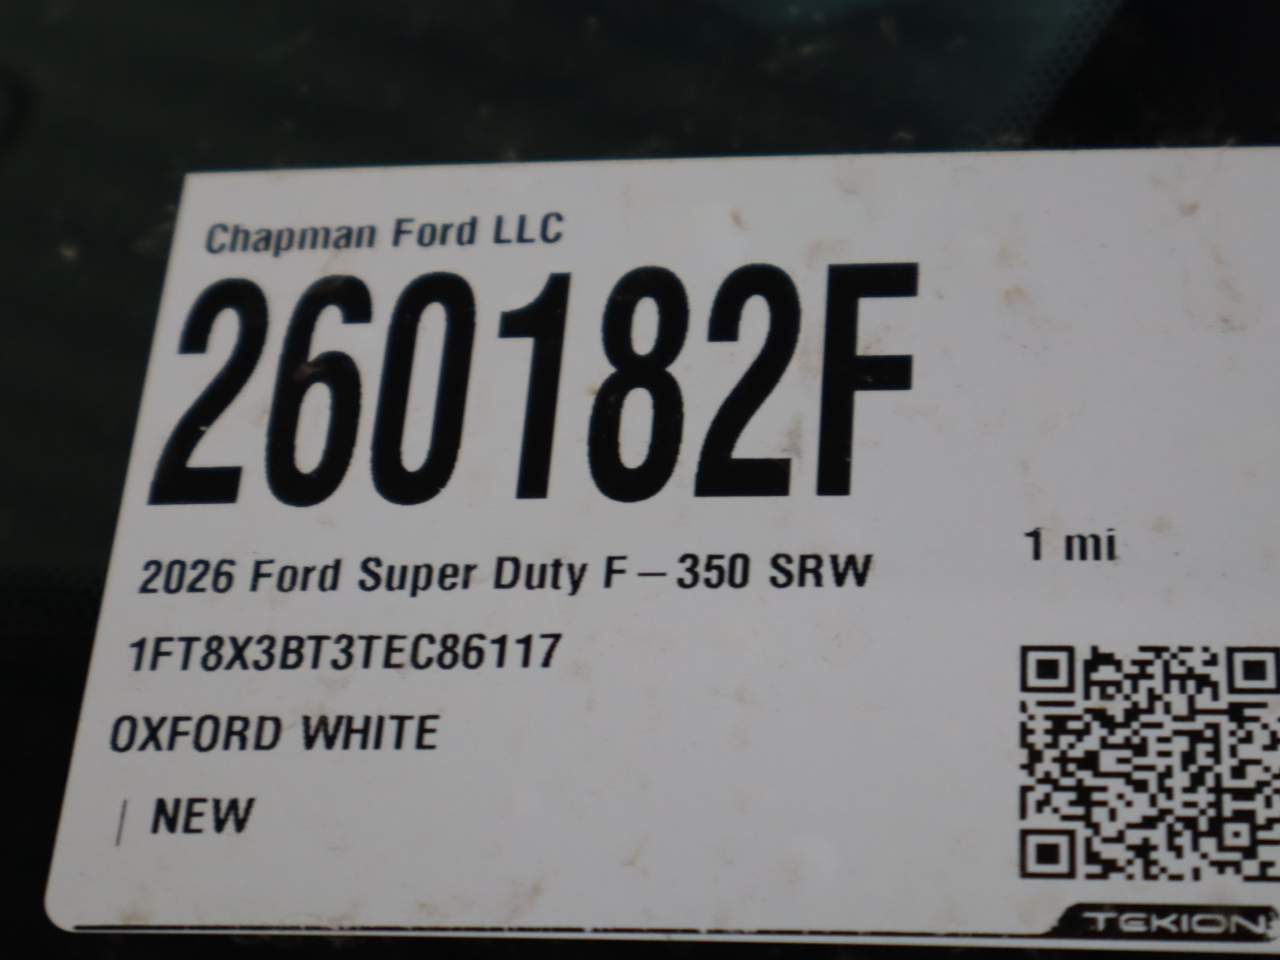 Chapman Ford LLC
260182F
2026 Ford Super Duty F-350 SRW
1 mi
1FT8X3BT3TEC86117
OXFORD WHITE
| NEW
TEKION